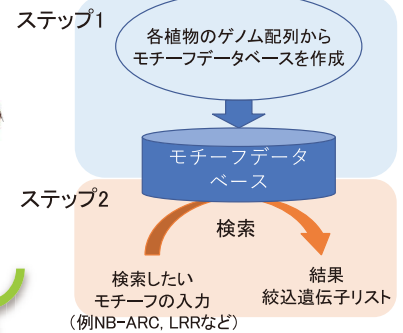 ステップ1
各植物のゲノム配列から
モチーフデータベースを作成
モチーフデータ
ベース
ステップ2
検索
検索したい
モチーフの入力
(例NB-ARC, LRRなど)
結果
絞込遺伝子リスト